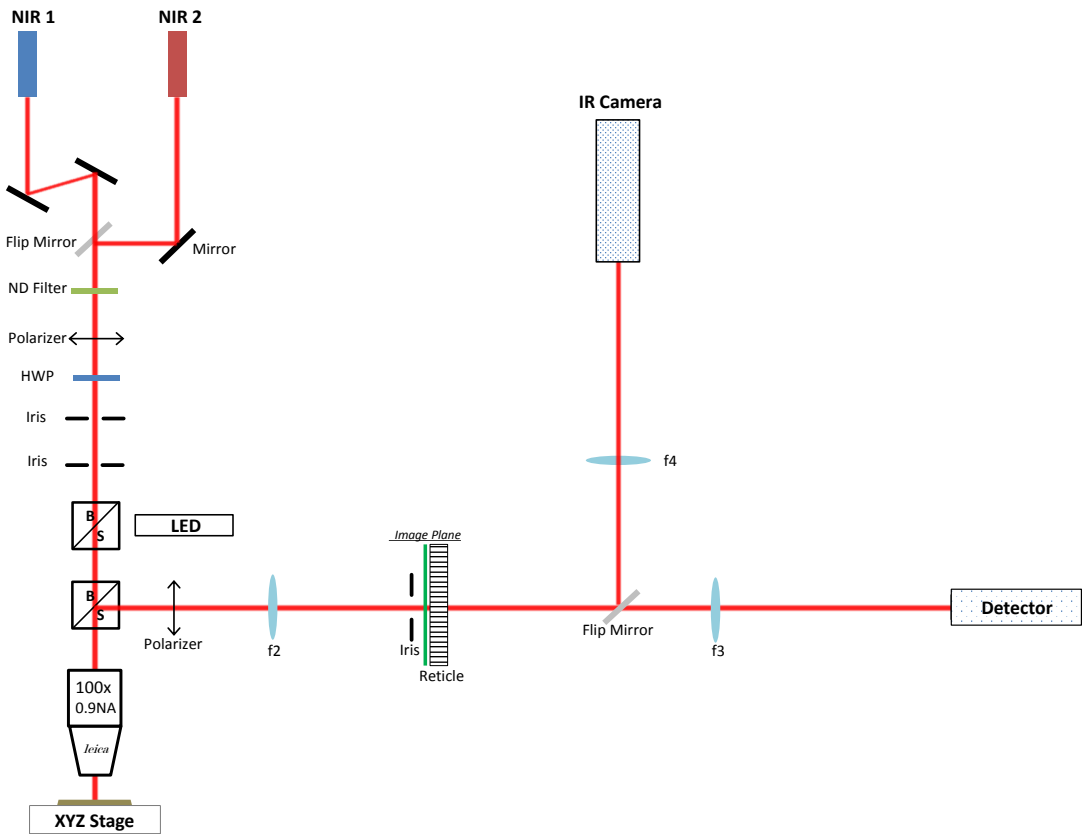 NIR 1
NIR 2
IR Camera
Flip Mirror
Mirror
ND Filter
Polarizer
HWP
Iris
Iris
f4
B
S
LED
Image Plane
B
S
Polarizer
f2
Iris
Reticle
Flip Mirror
f3
Detector
100x
0.9NA
leica
XYZ Stage